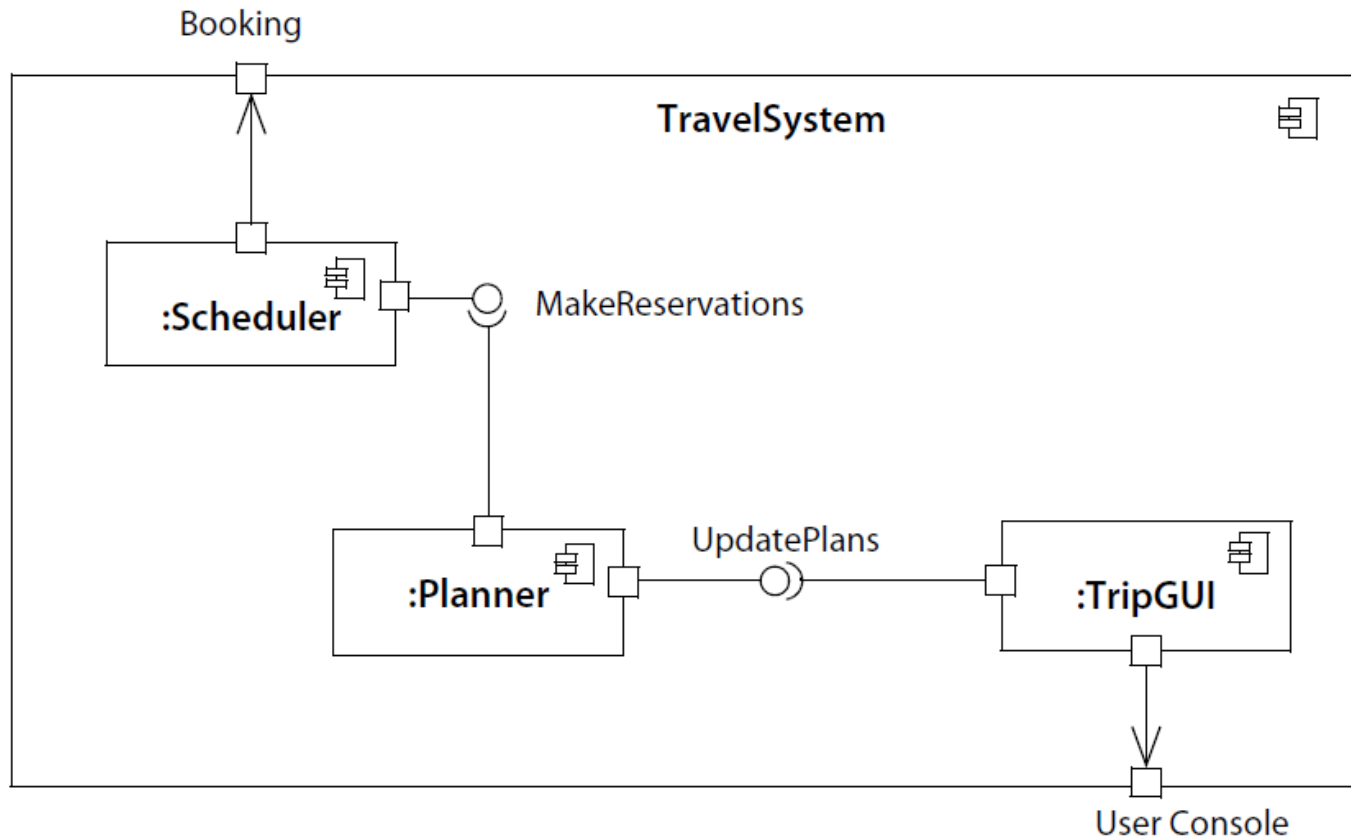 Booking
TravelSystem
:Scheduler
MakeReservations
UpdatePlans
:Planner
:TripGUI
User Console